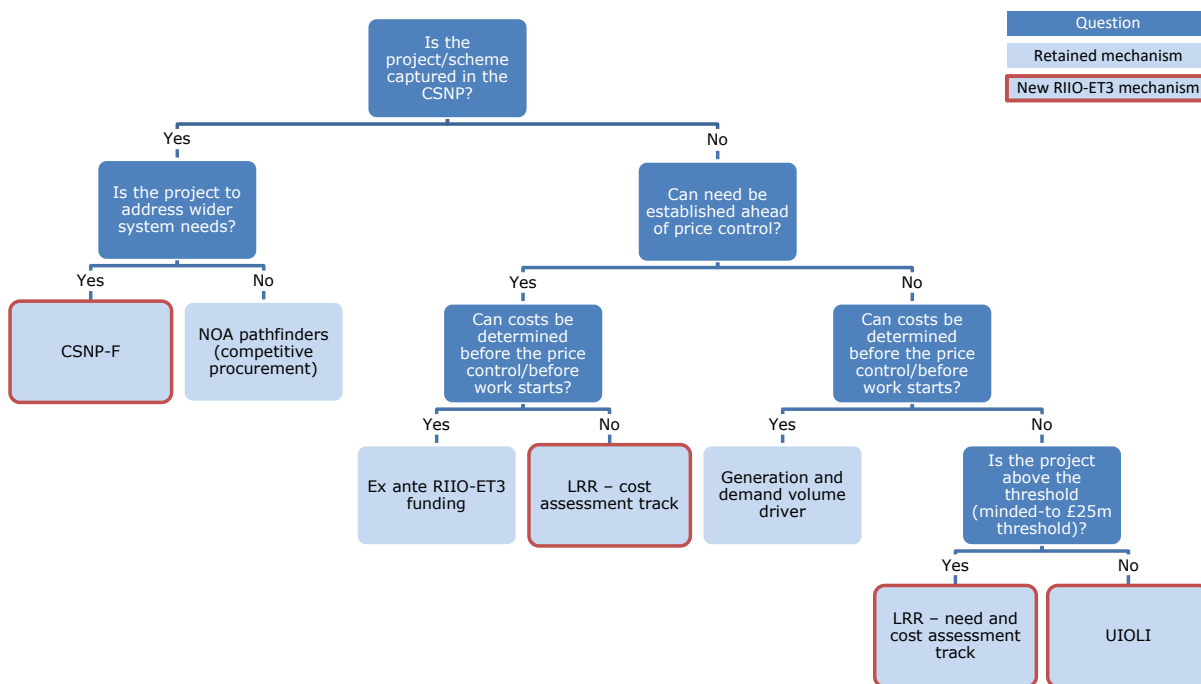 Is the
project/scheme
captured in the
CSNP?
Question
Retained mechanism
New RIIO-ET3 mechanism
Yes
No
Is the project to
address wider
system needs?
Can need be
established ahead
of price control?
Yes
No
Yes
No
CSNP-F
NOA pathfinders
(competitive
procurement)
Can costs be
determined
before the price
control/before
work starts?
Can costs be
determined
before the price
control/before
work starts?
Yes
No
Yes
No
Ex ante RIIO-ET3
funding
LRR – cost
assessment track
Generation and
demand volume
driver
Is the project
above the
threshold
(minded-to £25m
threshold)?
Yes
No
LRR – need and
cost assessment
track
UIOLI